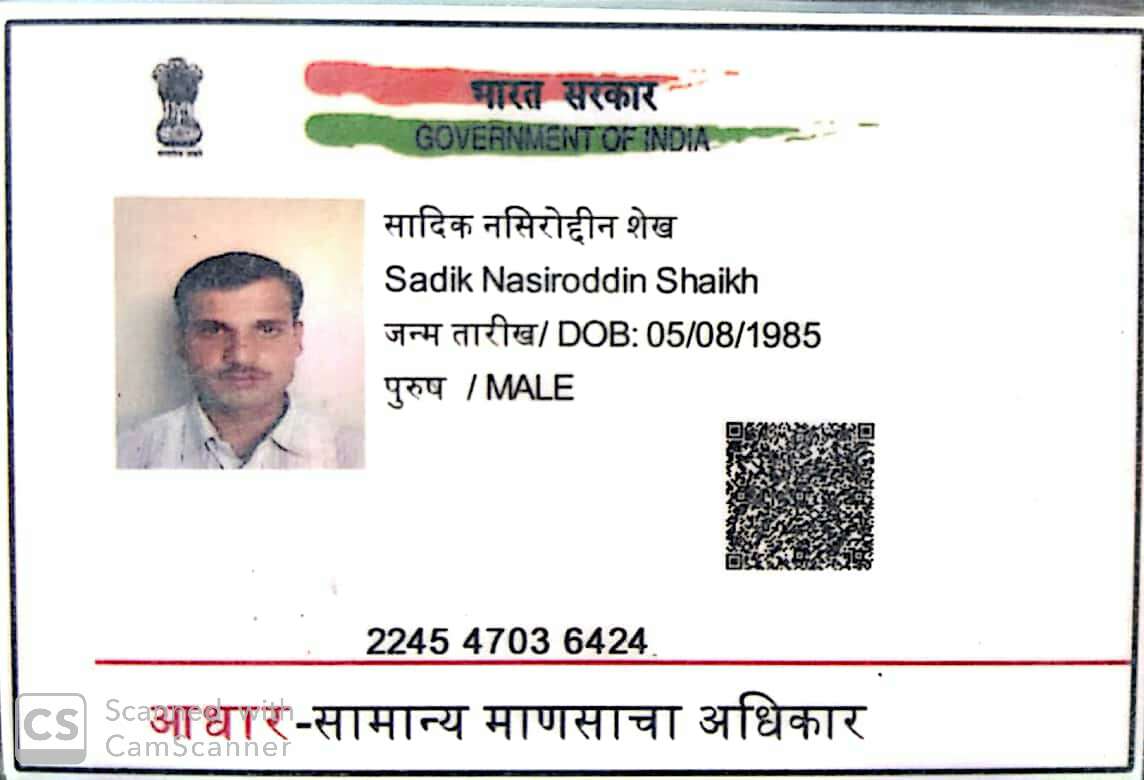 भारत सरकार
GOVERNMENT OF INDIA
सादिक नसिरोद्दीन शेख
Sadik Nasiroddin Shaikh
जन्म तारीख/ DOB: 05/08/1985
पुरुष / MALE
2245 4703 6424
आधार-सामान्य माणसाचा अधिकार
CS Scanned with
CamScanner